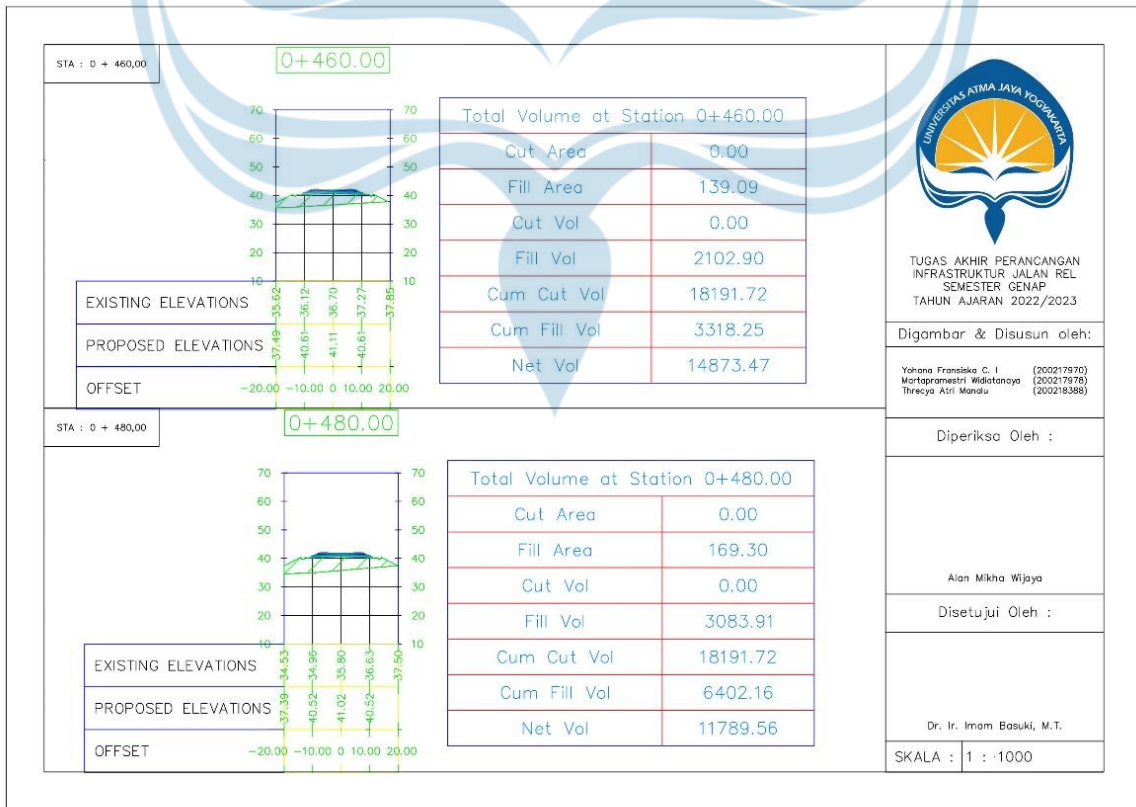 STA : 0 + 460,00
0+460.00
70 70
60 60
50 50
40 40
30 30
20 20
10 10
EXISTING ELEVATIONS 35.62 36.12 36.70 37.27 37.85
PROPOSED ELEVATIONS 37.49 40.61 41.11 40.61
OFFSET -20.00 -10.00 0 10.00 20.00
Total Volume at Station 0+460.00
Cut Area 0.00
Fill Area 139.09
Cut Vol 0.00
Fill Vol 2102.90
Cum Cut Vol 18191.72
Cum Fill Vol 3318.25
Net Vol 14873.47
STA : 0 + 480,00
0+480.00
70 70
60 60
50 50
40 40
30 30
20 20
10 10
EXISTING ELEVATIONS 34.53 34.96 35.80 36.63 37.50
PROPOSED ELEVATIONS 37.39 40.52 41.02 40.52
OFFSET -20.00 -10.00 0 10.00 20.00
Total Volume at Station 0+480.00
Cut Area 0.00
Fill Area 169.30
Cut Vol 0.00
Fill Vol 3083.91
Cum Cut Vol 18191.72
Cum Fill Vol 6402.16
Net Vol 11789.56
UNIVERSITAS ATMA JAYA YOGYAKARTA
TUGAS AKHIR PERANCANGAN
INFRASTRUKTUR JALAN REL
SEMESTER GENAP
TAHUN AJARAN 2022/2023
Digambar & Disusun oleh:
Yohana Fransiska C. I (200217970)
Martapramestri Widiatanaya (200217978)
Threcya Atri Manalu (200218388)
Diperiksa Oleh :
Alan Mikha Wijaya
Disetujui Oleh :
Dr. Ir. Imam Basuki, M.T.
SKALA : 1 : 1000